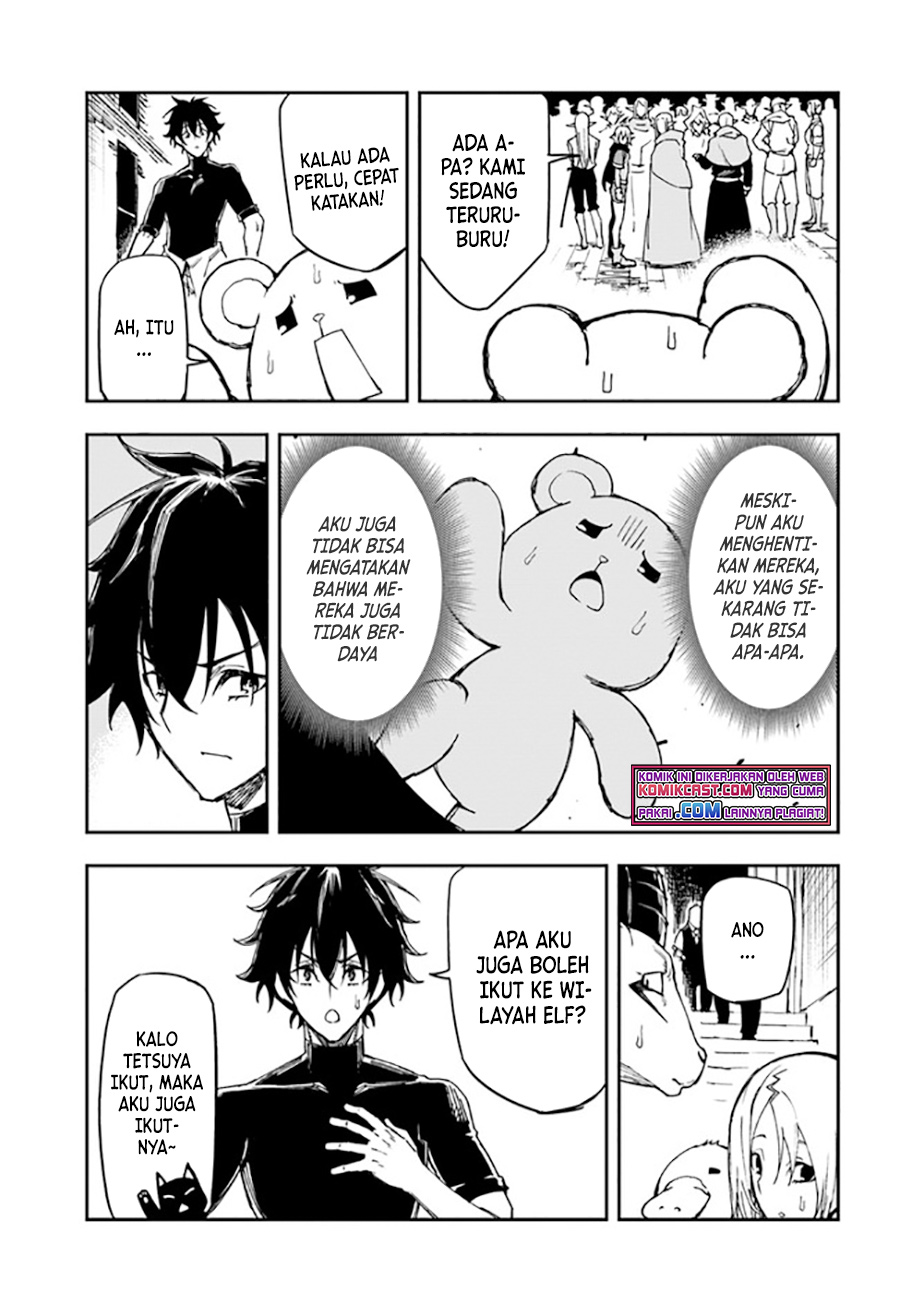 ADA A-
PA? KAMI
SEDANG
TERURU-
BURU!
KALAU ADA
PERLU, CEPAT
KATAKAN!
AH, ITU
...
MESKI-
PUN AKU
MENGHENTI-
KAN MEREKA,
AKU YANG SE-
KARANG TI-
DAK BISA
APA-APA.
AKU JUGA
TIDAK BISA
MENGATAKAN
BAHWA ME-
REKA JUGA
TIDAK BER-
DAYA
KOMIK INI DIKERJAKAN OLEH WEB
KOMIKCAST.COM YANG CUMA
PAKAI .COM LAINNYA PLAGIAT!
ANO
...
APA AKU
JUGA BOLEH
IKUT KE WI-
LAYAH ELF?
KALO
TETSUYA
IKUT, MAKA
AKU JUGA
IKUT-
NYA~